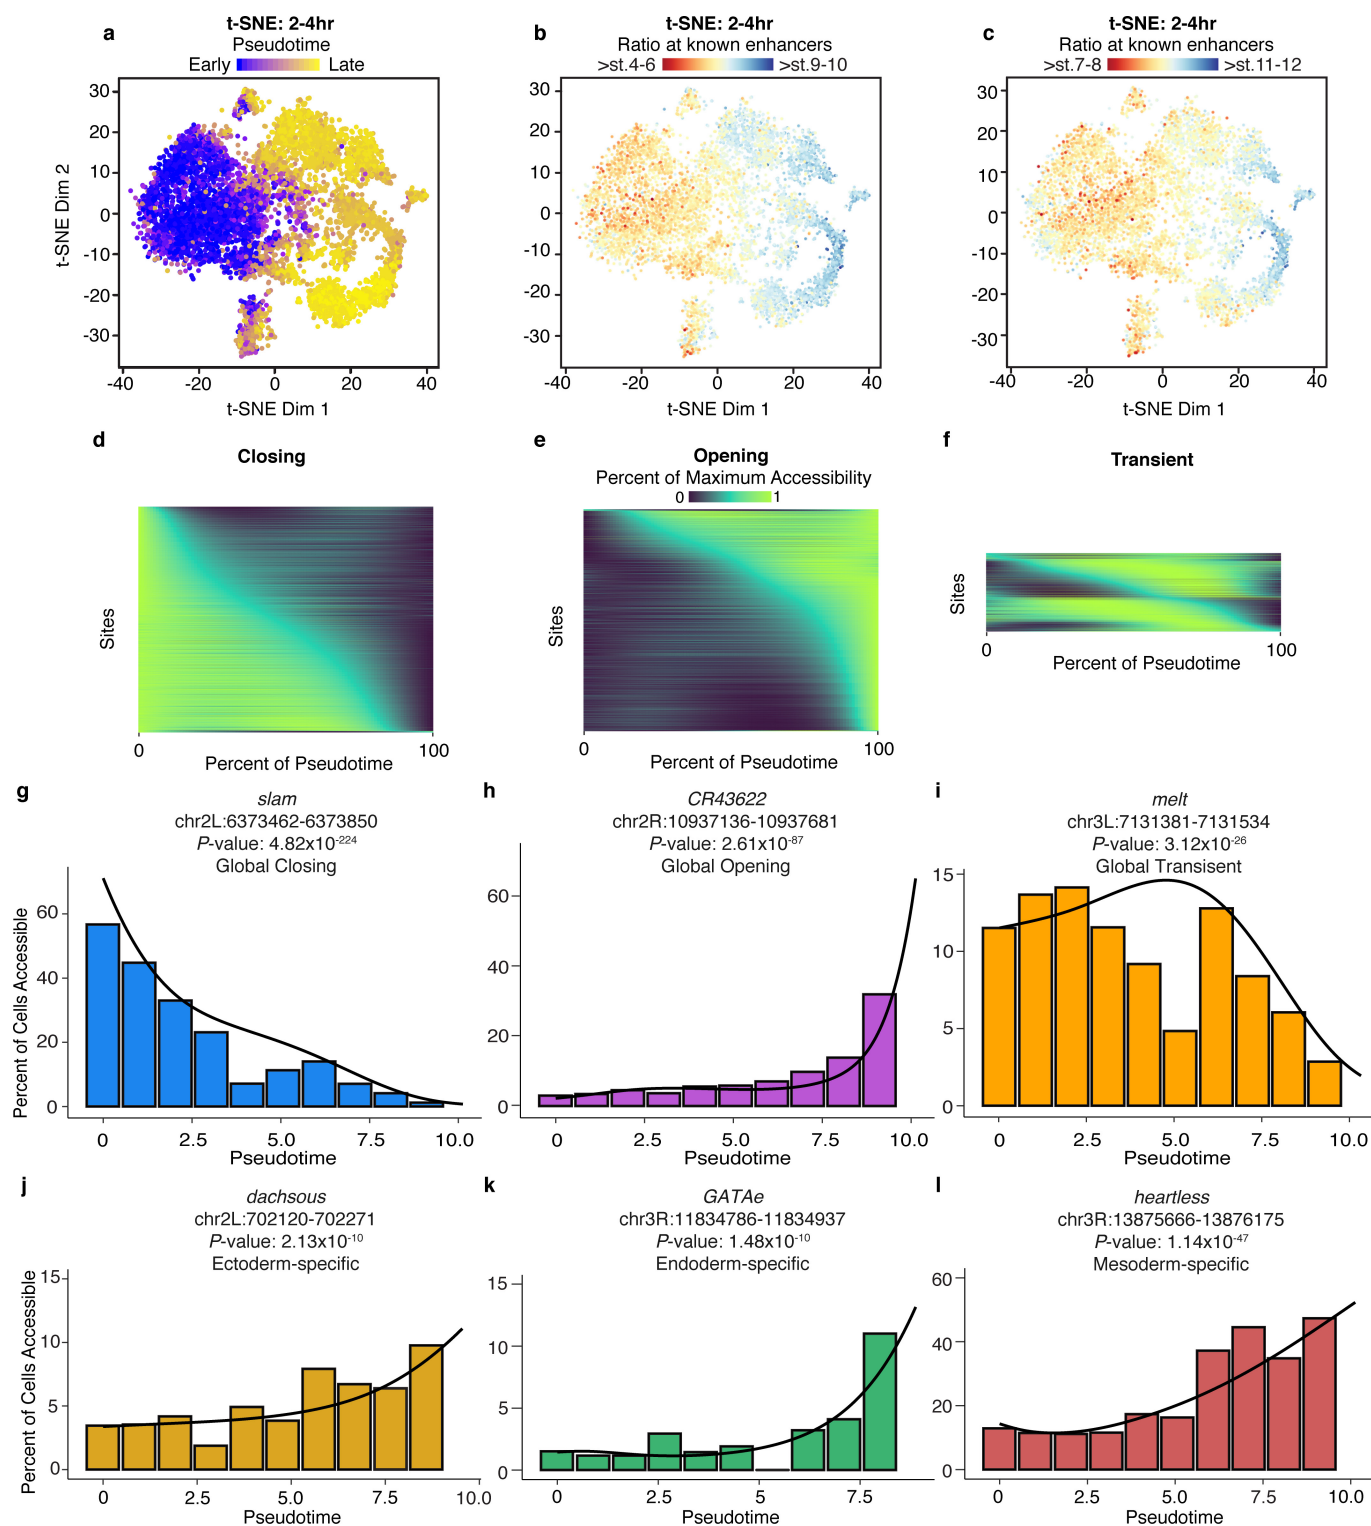 a
t-SNE: 2-4hr
Pseudotime
Early Late
30
20
10
0
-10
-20
-30
t-SNE Dim 2
-40 -20 0 20 40
t-SNE Dim 1
b
t-SNE: 2-4hr
Ratio at known enhancers
>st.4-6 >st.9-10
30
20
10
0
-10
-20
-30
-40 -20 0 20 40
t-SNE Dim 1
c
t-SNE: 2-4hr
Ratio at known enhancers
>st.7-8 >st.11-12
30
20
10
0
-10
-20
-30
-40 -20 0 20 40
t-SNE Dim 1
d
Closing
Sites
0 100
Percent of Pseudotime
e
Opening
Percent of Maximum Accessibility
0 1
Sites
0 100
Percent of Pseudotime
f
Transient
Sites
0 100
Percent of Pseudotime
g
slam
chr2L:6373462-6373850
P-value: 4.82x10-224
Global Closing
60
40
20
0
Percent of Cells Accessible
0 2.5 5.0 7.5 10.0
Pseudotime
h
CR43622
chr2R:10937136-10937681
P-value: 2.61x10-87
Global Opening
60
40
20
0
0 2.5 5.0 7.5 10.0
Pseudotime
i
melt
chr3L:7131381-7131534
P-value: 3.12x10-26
Global Transisent
15
10
5
0
0 2.5 5.0 7.5 10.0
Pseudotime
j
dachsous
chr2L:702120-702271
P-value: 2.13x10-10
Ectoderm-specific
15
10
5
0
Percent of Cells Accessible
0 2.5 5.0 7.5 10.0
Pseudotime
k
GATAe
chr3R:11834786-11834937
P-value: 1.48x10-10
Endoderm-specific
15
10
5
0
0 2.5 5 7.5
Pseudotime
l
heartless
chr3R:13875666-13876175
P-value: 1.14x10-47
Mesoderm-specific
60
40
20
0
0 2.5 5.0 7.5 10.0
Pseudotime